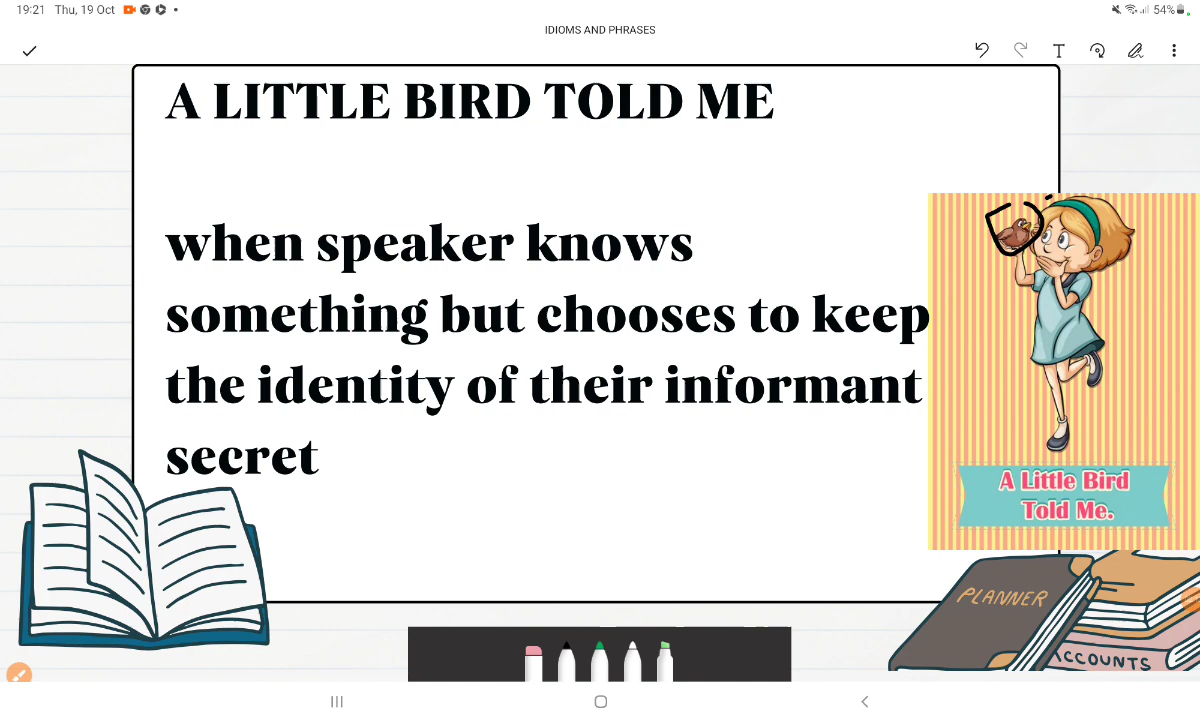 19:21 Thu, 19 Oct
54%
IDIOMS AND PHRASES
T
A LITTLE BIRD TOLD ME
when speaker knows
something but chooses to keep
the identity of their informant
secret
A Little Bird
Told Me.
PLANNER
ACCOUNTS